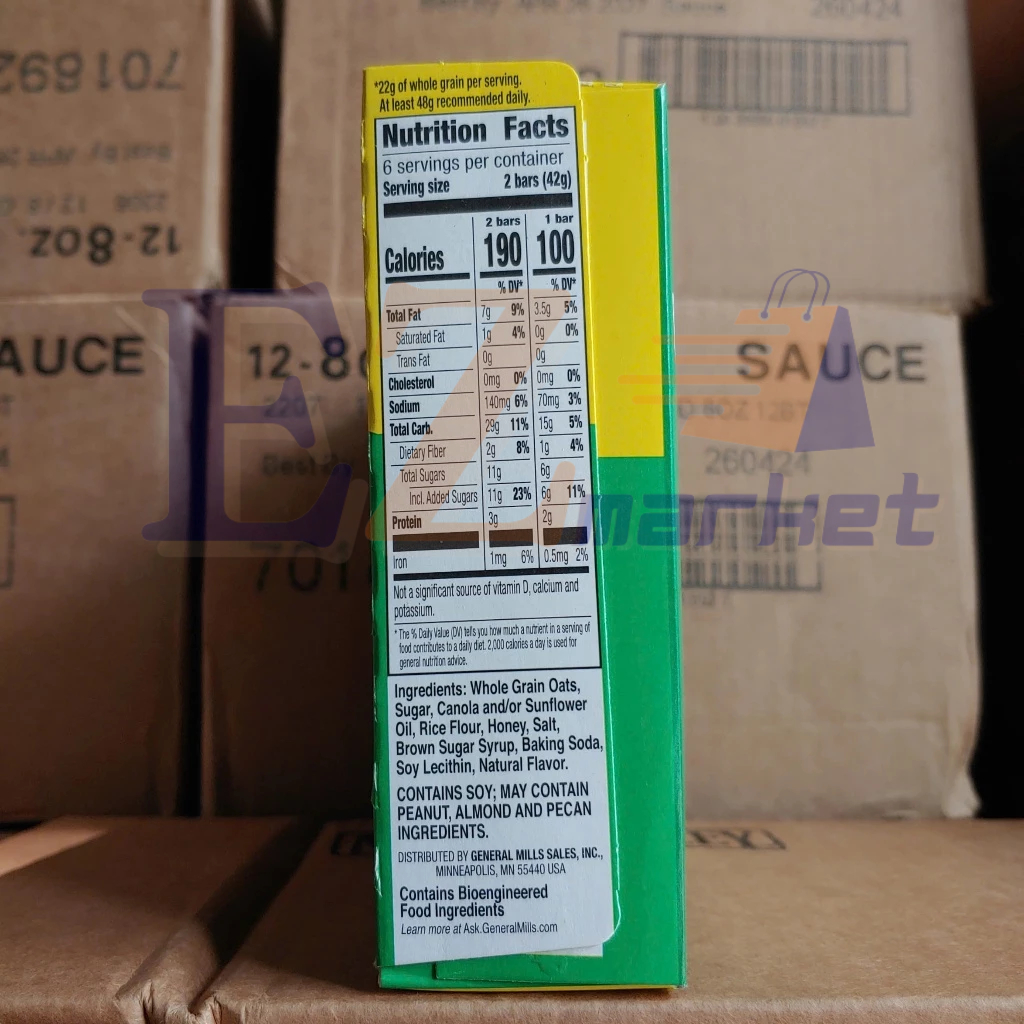 *22g of whole grain per serving.
At least 48g recommended daily.
Nutrition Facts
6 servings per container
Serving size 2 bars (42g)
2 bars 1 bar
Calories 190 100
% DV* % DV*
Total Fat 7g 9% 3.5g 5%
Saturated Fat 1g 4% 0g 0%
Trans Fat 0g 0g
Cholesterol 0mg 0% 0mg 0%
Sodium 140mg 6% 70mg 3%
Total Carb. 29g 11% 15g 5%
Dietary Fiber 2g 8% 1g 4%
Total Sugars 11g 6g
Incl. Added Sugars 11g 23% 6g 11%
Protein 3g 2g
Iron 1mg 6% 0.5mg 2%
Not a significant source of vitamin D, calcium and
potassium.
* The % Daily Value (DV) tells you how much a nutrient in a serving of
food contributes to a daily diet. 2,000 calories a day is used for
general nutrition advice.
Ingredients: Whole Grain Oats,
Sugar, Canola and/or Sunflower
Oil, Rice Flour, Honey, Salt,
Brown Sugar Syrup, Baking Soda,
Soy Lecithin, Natural Flavor.
CONTAINS SOY; MAY CONTAIN
PEANUT, ALMOND AND PECAN
INGREDIENTS.
DISTRIBUTED BY GENERAL MILLS SALES, INC.,
MINNEAPOLIS, MN 55440 USA
Contains Bioengineered
Food Ingredients
Learn more at Ask.GeneralMills.com
EZmarket
260424
701892
12-8oz.
AUCE
12-8
SAUCE
2207
260424
701